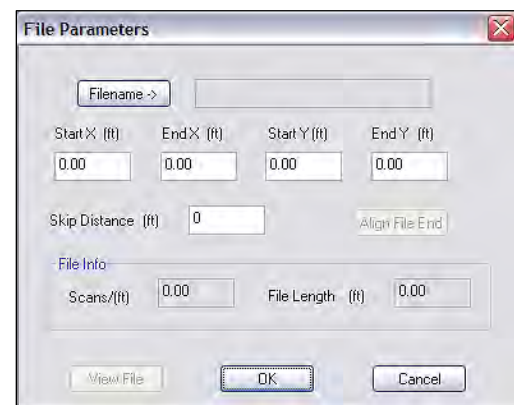 File Parameters
Filename ->
Start X (ft) End X (ft) Start Y (ft) End Y (ft)
0.00 0.00 0.00 0.00
Skip Distance (ft) 0 Align File End
File Info
Scans/(ft) 0.00 File Length (ft) 0.00
View File OK Cancel